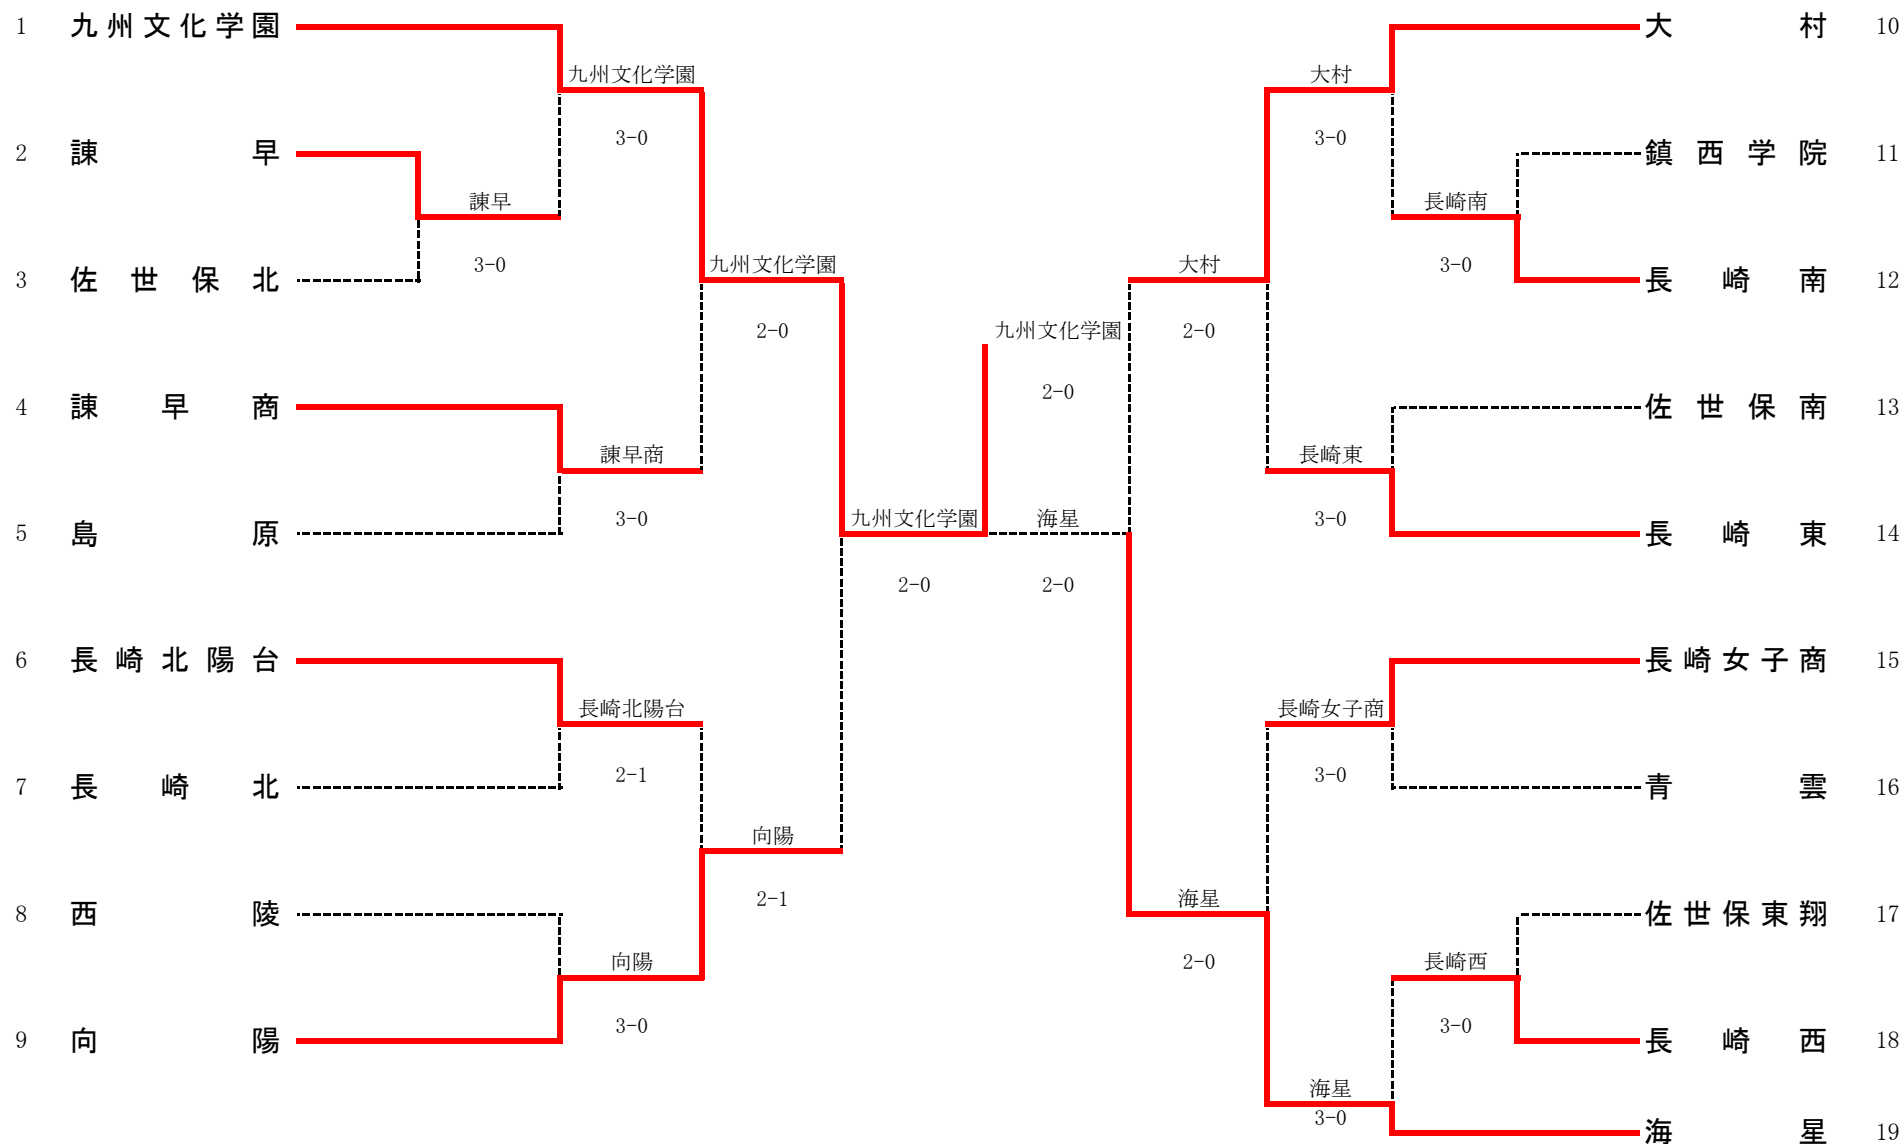 1 九州文化学園
大村 10
九州文化学園
大村
3-0
3-0
2 諫早
鎮西学院 11
諫早
長崎南
3-0
九州文化学園
大村
3-0
3 佐世保北
長崎南 12
2-0
九州文化学園
2-0
2-0
4 諫早商
佐世保南 13
諫早商
長崎東
3-0
九州文化学園
海星
3-0
5 島原
長崎東 14
2-0
2-0
6 長崎北陽台
長崎女子商 15
長崎北陽台
長崎女子商
2-1
3-0
7 長崎北
青雲 16
向陽
2-1
海星
8 西陵
佐世保東翔 17
向陽
2-0
長崎西
3-0
3-0
9 向陽
長崎西 18
海星
3-0
海星 19